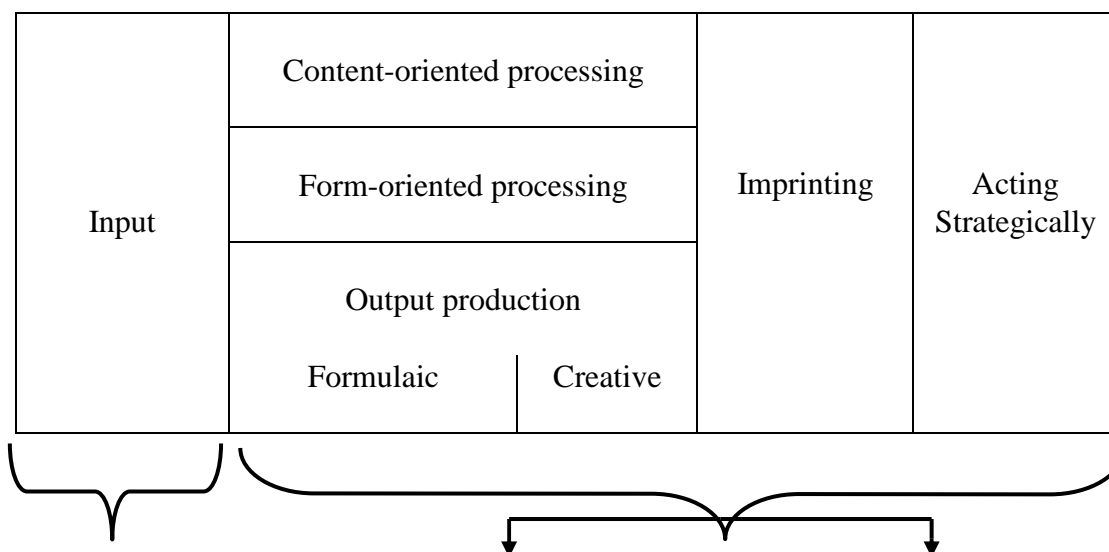 Input
Content-oriented processing
Form-oriented processing
Output production
Formulaic
Creative
Imprinting
Acting
Strategically